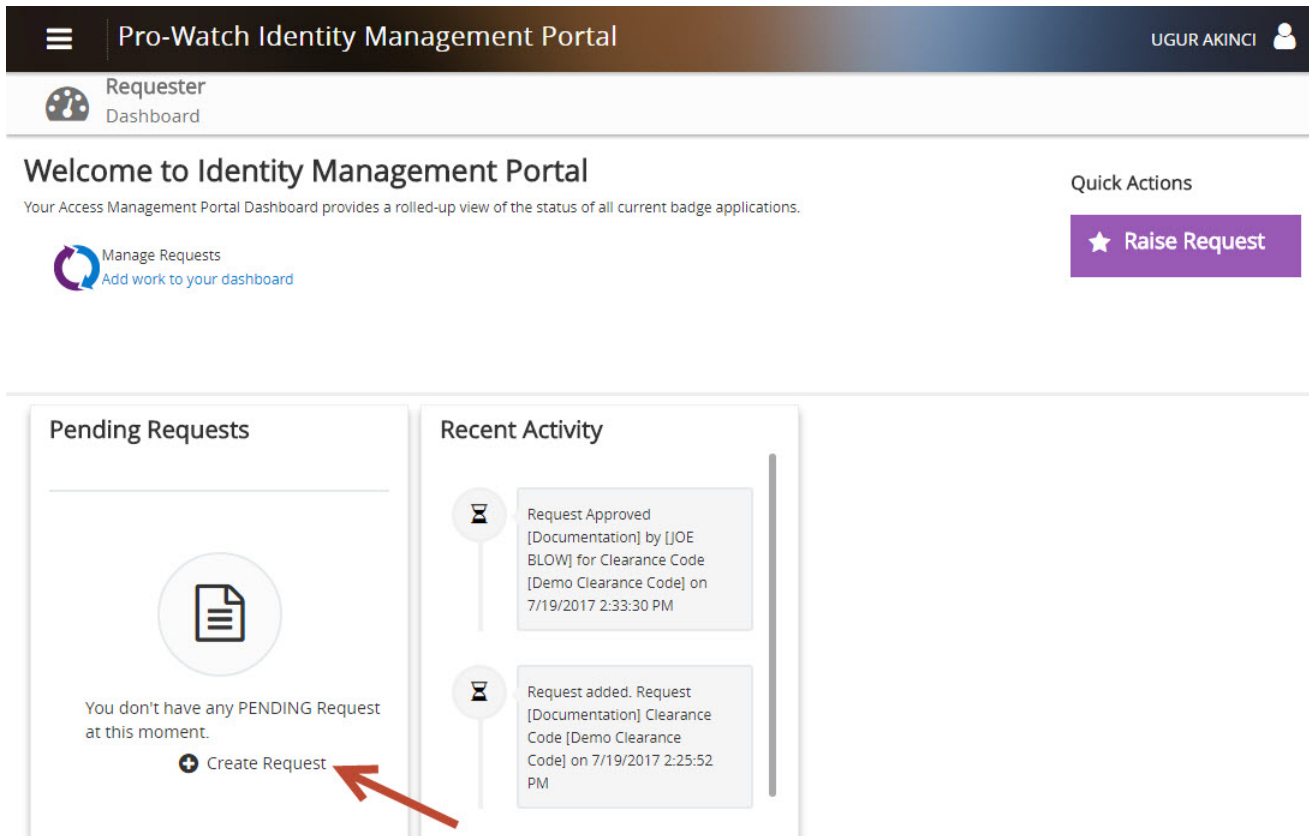 Pro-Watch Identity Management Portal
UGUR AKINCI
Requester
Dashboard
Welcome to Identity Management Portal
Your Access Management Portal Dashboard provides a rolled-up view of the status of all current badge applications.
Manage Requests
Add work to your dashboard
Quick Actions
Raise Request
Pending Requests
You don't have any PENDING Request
at this moment.
Create Request
Recent Activity
Request Approved
[Documentation] by [JOE
BLOW] for Clearance Code
[Demo Clearance Code] on
7/19/2017 2:33:30 PM
Request added. Request
[Documentation] Clearance
Code [Demo Clearance
Code] on 7/19/2017 2:25:52
PM